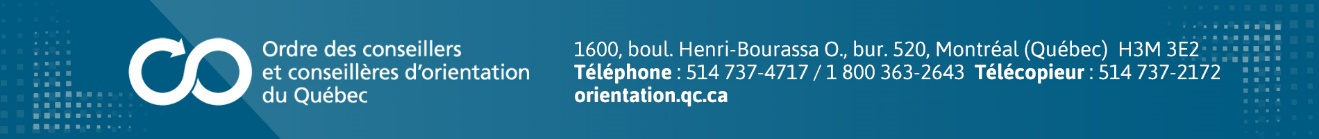 Ordre des conseillers
et conseillères d'orientation
du Québec
1600, boul. Henri-Bourassa O., bur. 520, Montréal (Québec)  H3M 3E2
Téléphone : 514 737-4717 / 1 800 363-2643  Télécopieur : 514 737-2172
orientation.qc.ca